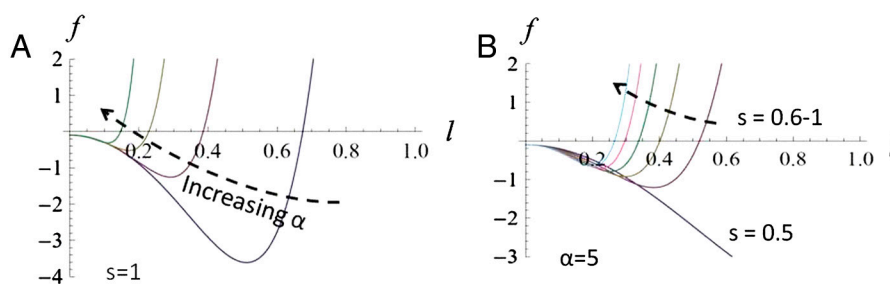 A
f
2
1
-1
-2
-3
-4
0.2 0.4 0.6 0.8 1.0
l
Increasing α
s=1
B
f
2
1
-1
-2
-3
0.2 0.4 0.6 0.8 1.0
s = 0.6-1
s = 0.5
α=5